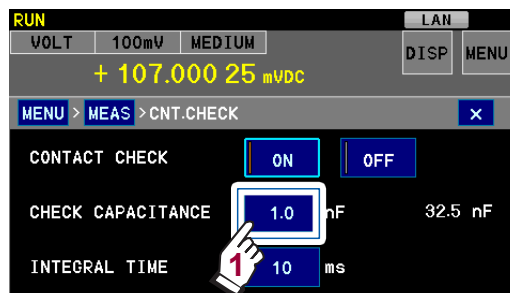 RUN LAN
VOLT 100mV MEDIUM DISP MENU
+ 107.000 25 mVDC
MENU > MEAS >CNT.CHECK ×
CONTACT CHECK ON OFF
CHECK CAPACITANCE 1.0 nF 32.5 nF
INTEGRAL TIME 10 ms
1